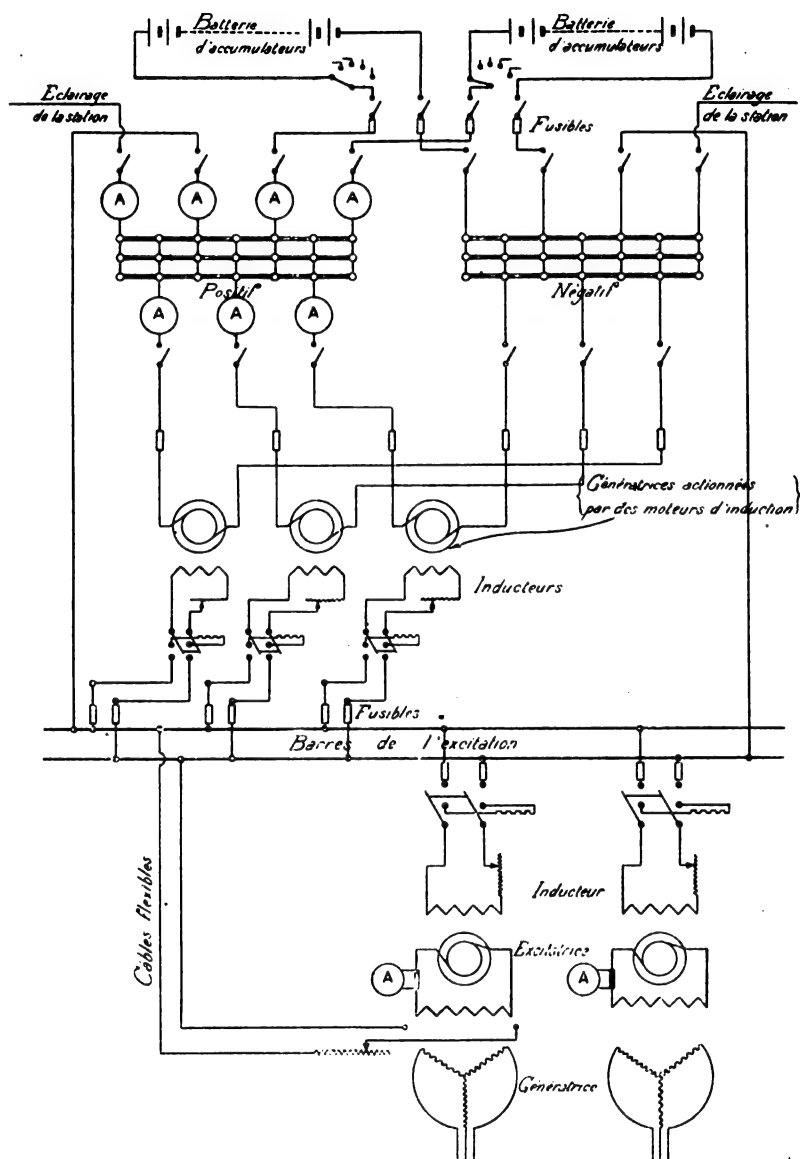 Batterie
d'accumulateurs
Batterie
d'accumulateurs
Eclairage
de la station
Fusibles
Eclairage
de la station
A
A
A
A
Positif
Négatif
A
A
A
Génératrices actionnées
par des moteurs d'induction
Inducteurs
Fusibles
Barres de l'excitation
Câbles flexibles
Inducteur
Excitatrice
A
A
Génératrice